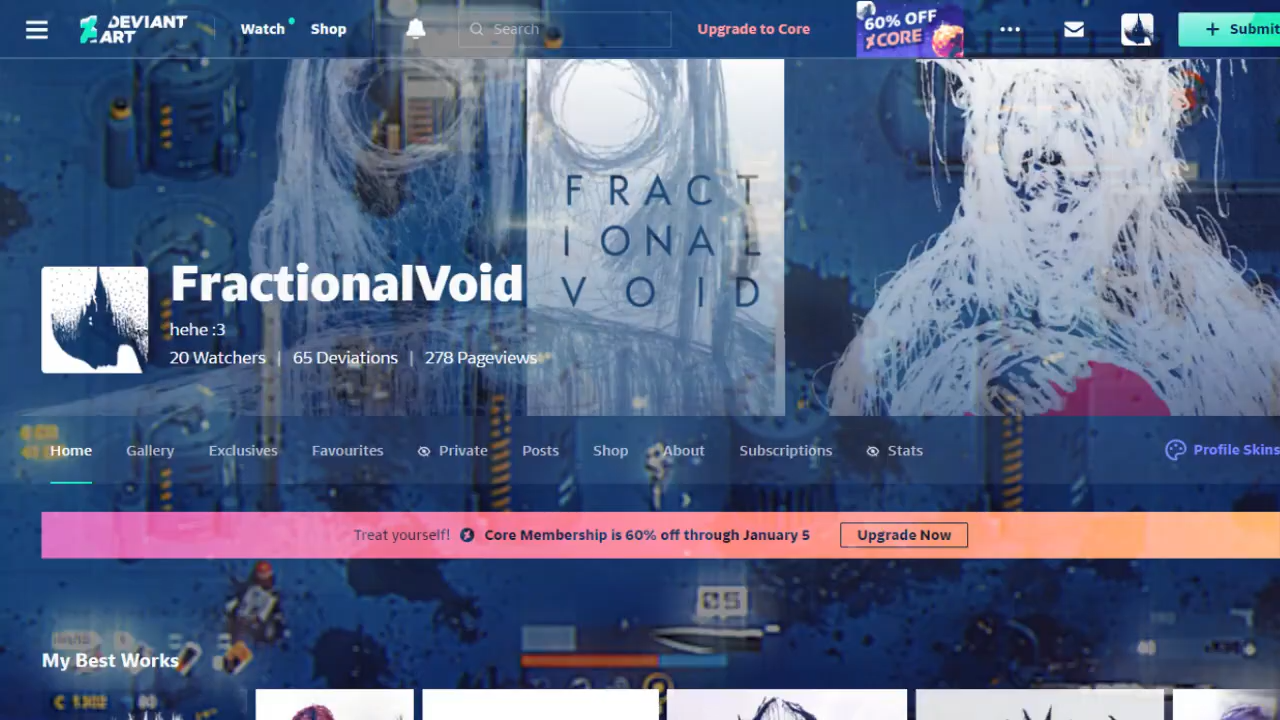 DEVIANT
ART
Watch
Shop
Search
Upgrade to Core
60% OFF
CORE
Submit
FRACT
IONAL
VOID
FractionalVoid
hehe :3
20 Watchers | 65 Deviations | 278 Pageviews
Home
Gallery
Exclusives
Favourites
Private
Posts
Shop
About
Subscriptions
Stats
Profile Skins
Treat yourself! Core Membership is 60% off through January 5
Upgrade Now
05
My Best Works